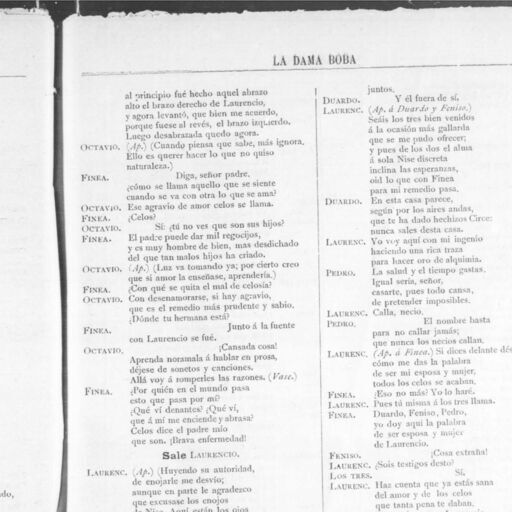 LA DAMA BOBA
al principio fué hecho aquel abrazo
alto el brazo derecho de Laurencio,
y agora levantó, que bien me acuerdo,
porque fuese al revés, el brazo izquierdo.
Luego desabrazada quedo agora.
OCTAVIO. (Ap.) (Cuando piensa que sabe, más ignora.
Ello es querer hacer lo que no quiso
naturaleza.)
FINEA. Diga, señor padre,
¿cómo se llama aquello que se siente
cuando se va con otra lo que se ama?
OCTAVIO. Ese agravio de amor celos se llama.
FINEA. ¿Celos?
OCTAVIO. Sí: ¿tú no ves que son sus hijos?
FINEA. El padre puede dar mil regocijos,
y es muy hombre de bien, mas desdichado
del que tan malos hijos ha criado.
OCTAVIO. (Ap.) (Luz va tomando ya; por cierto creo
que si amor la enseñase, aprendería.)
FINEA. ¿Con qué se quita el mal de celosía?
OCTAVIO. Con desenamorarse, si hay agravio,
que es el remedio más prudente y sabio.
¿Dónde tu hermana está?
FINEA. Junto á la fuente
con Laurencio se fué.
OCTAVIO. ¡Cansada cosa!
Aprenda noramala á hablar en prosa,
déjese de sonetos y canciones.
Allá voy á romperles las razones. (Vase.)
FINEA. ¿Por quién en el mundo pasa
esto que pasa por mí?
¿Qué ví denantes? ¿Qué ví,
que á mí me enciende y abrasa?
Celos dice el padre mío
que son. ¡Brava enfermedad!
Sale LAURENCIO.
LAURENC. (Ap.) (Huyendo su autoridad,
de enojarle me desvío;
aunque en parte le agradezco
que excusase los enojos
de Nise. Aquí están los ojos
juntos.
DUARDO. Y él fuera de sí.
LAURENC. (Ap. á Duardo y Feniso.)
Seáis los tres bien venidos
á la ocasión más gallarda
que se me pudo ofrecer;
y pues de los dos el alma
á sola Nise discreta
inclina las esperanzas,
oid lo que con Finea
para mi remedio pasa.
DUARDO. En esta casa parece,
según por los aires andas,
que te ha dado hechizos Circe:
nunca sales desta casa.
LAURENC. Yo voy aquí con mi ingenio
haciendo una rica traza
para hacer oro de alquimia.
PEDRO. La salud y el tiempo gastas.
Igual sería, señor,
casarte, pues todo cansa,
de pretender imposibles.
LAURENC. Calla, necio.
PEDRO. El nombre basta
para no callar jamás;
que nunca los necios callan.
LAURENC. (Ap. á Finea.) Si dices delante dés
cómo me das la palabra
de ser mi esposa y mujer,
todos los celos se acaban.
FINEA. ¿Eso no más? Yo lo haré.
LAURENC. Pues tú misma á los tres llama.
FINEA. Duardo, Feniso, Pedro,
yo doy aquí la palabra
de ser esposa y mujer
de Laurencio.
FENISO. ¡Cosa extraña!
LAURENC. ¿Sois testigos desto?
LOS TRES. Sí.
LAURENC. Haz cuenta que ya estás sana
del amor y de los celos
que tanta pena te daban.